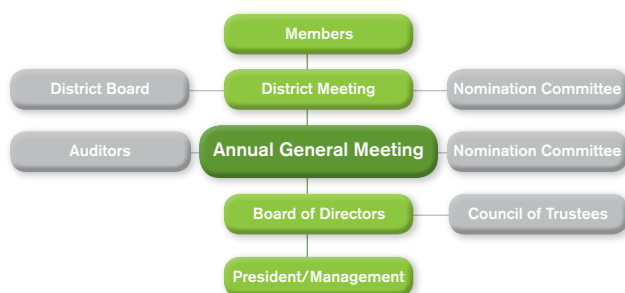 Members
District Board
District Meeting
Nomination Committee
Auditors
Annual General Meeting
Nomination Committee
Board of Directors
Council of Trustees
President/Management